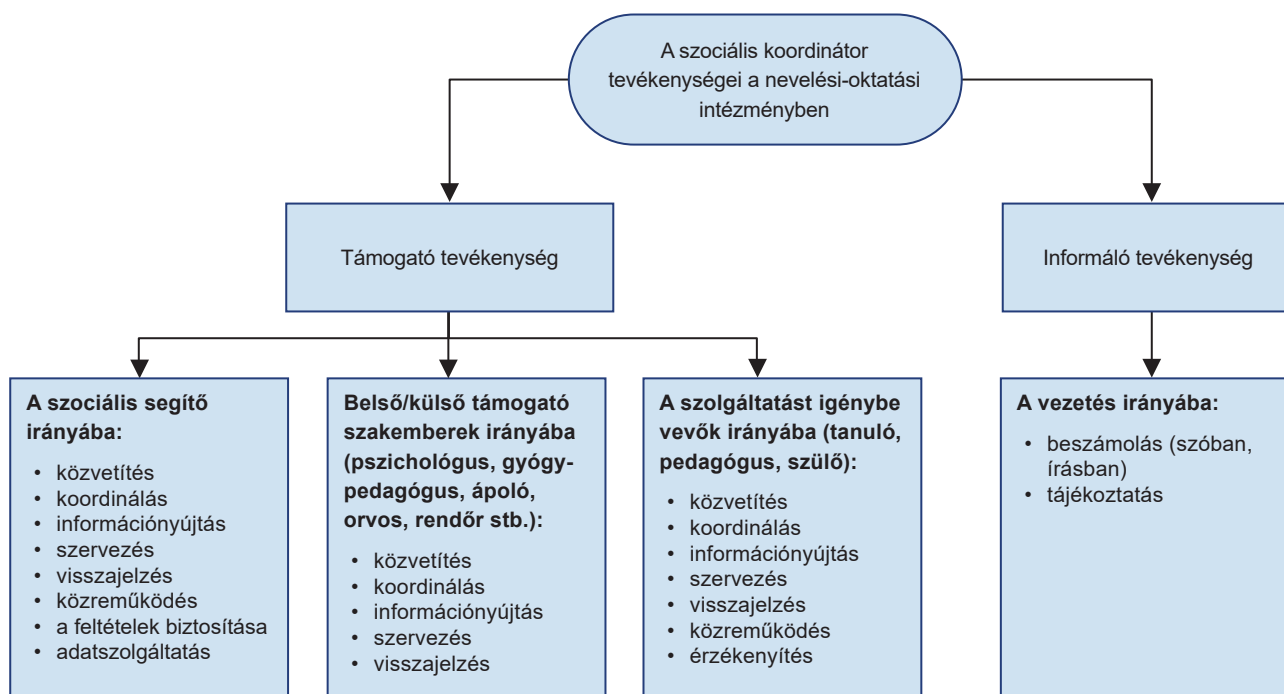 A szociális koordinátor
tevékenységei a nevelési-oktatási
intézményben
Támogató tevékenység
Informáló tevékenység
A szociális segítő
irányába:
• közvetítés
• koordinálás
• információnyújtás
• szervezés
• visszajelzés
• közreműködés
• a feltételek biztosítása
• adatszolgáltatás
Belső/külső támogató
szakemberek irányába
(pszichológus, gyógy-
pedagógus, ápoló,
orvos, rendőr stb.):
• közvetítés
• koordinálás
• információnyújtás
• szervezés
• visszajelzés
A szolgáltatást igénybe
vevők irányába (tanuló,
pedagógus, szülő):
• közvetítés
• koordinálás
• információnyújtás
• szervezés
• visszajelzés
• közreműködés
• érzékenyítés
A vezetés irányába:
• beszámolás (szóban,
írásban)
• tájékoztatás